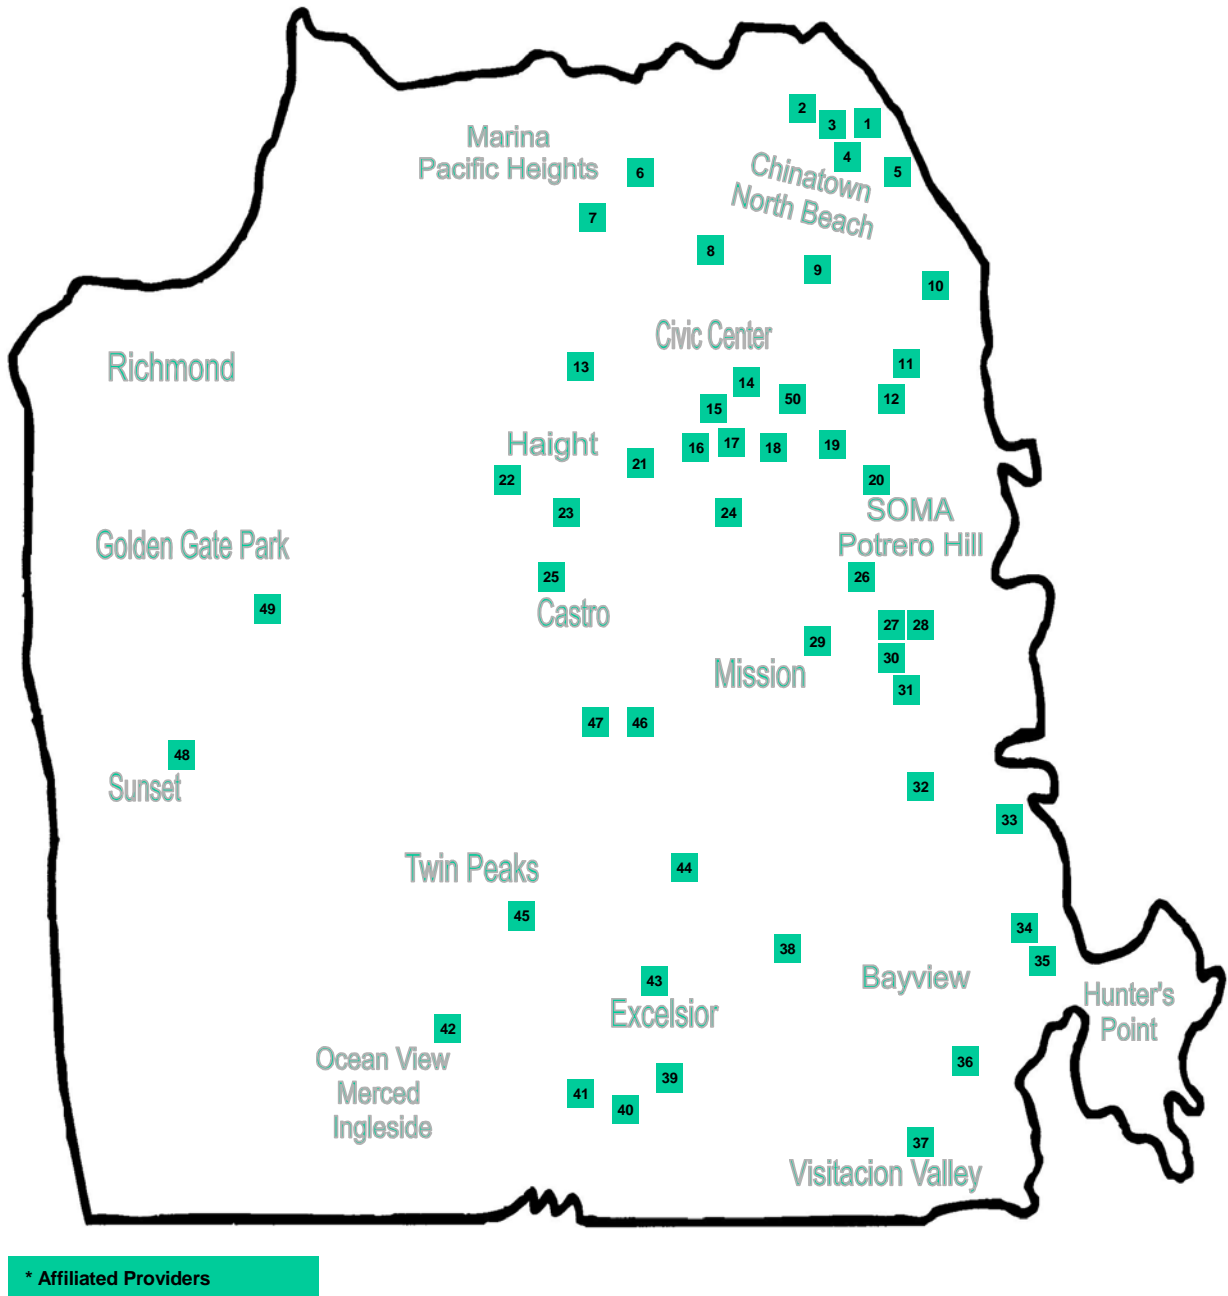 2
3
1
Marina
Pacific Heights
4
Chinatown
North Beach
5
6
7
8
9
10
Civic Center
Richmond
13
11
14
50
12
15
Haight
16
17
18
19
21
22
20
23
24
SOMA
Potrero Hill
Golden Gate Park
25
26
Castro
49
27
28
29
30
Mission
31
47
46
48
Sunset
32
33
Twin Peaks
44
45
34
38
35
Bayview
43
Hunter's
Point
Excelsior
42
Ocean View
Merced
Ingleside
36
39
41
40
37
Visitacion Valley
* Affiliated Providers